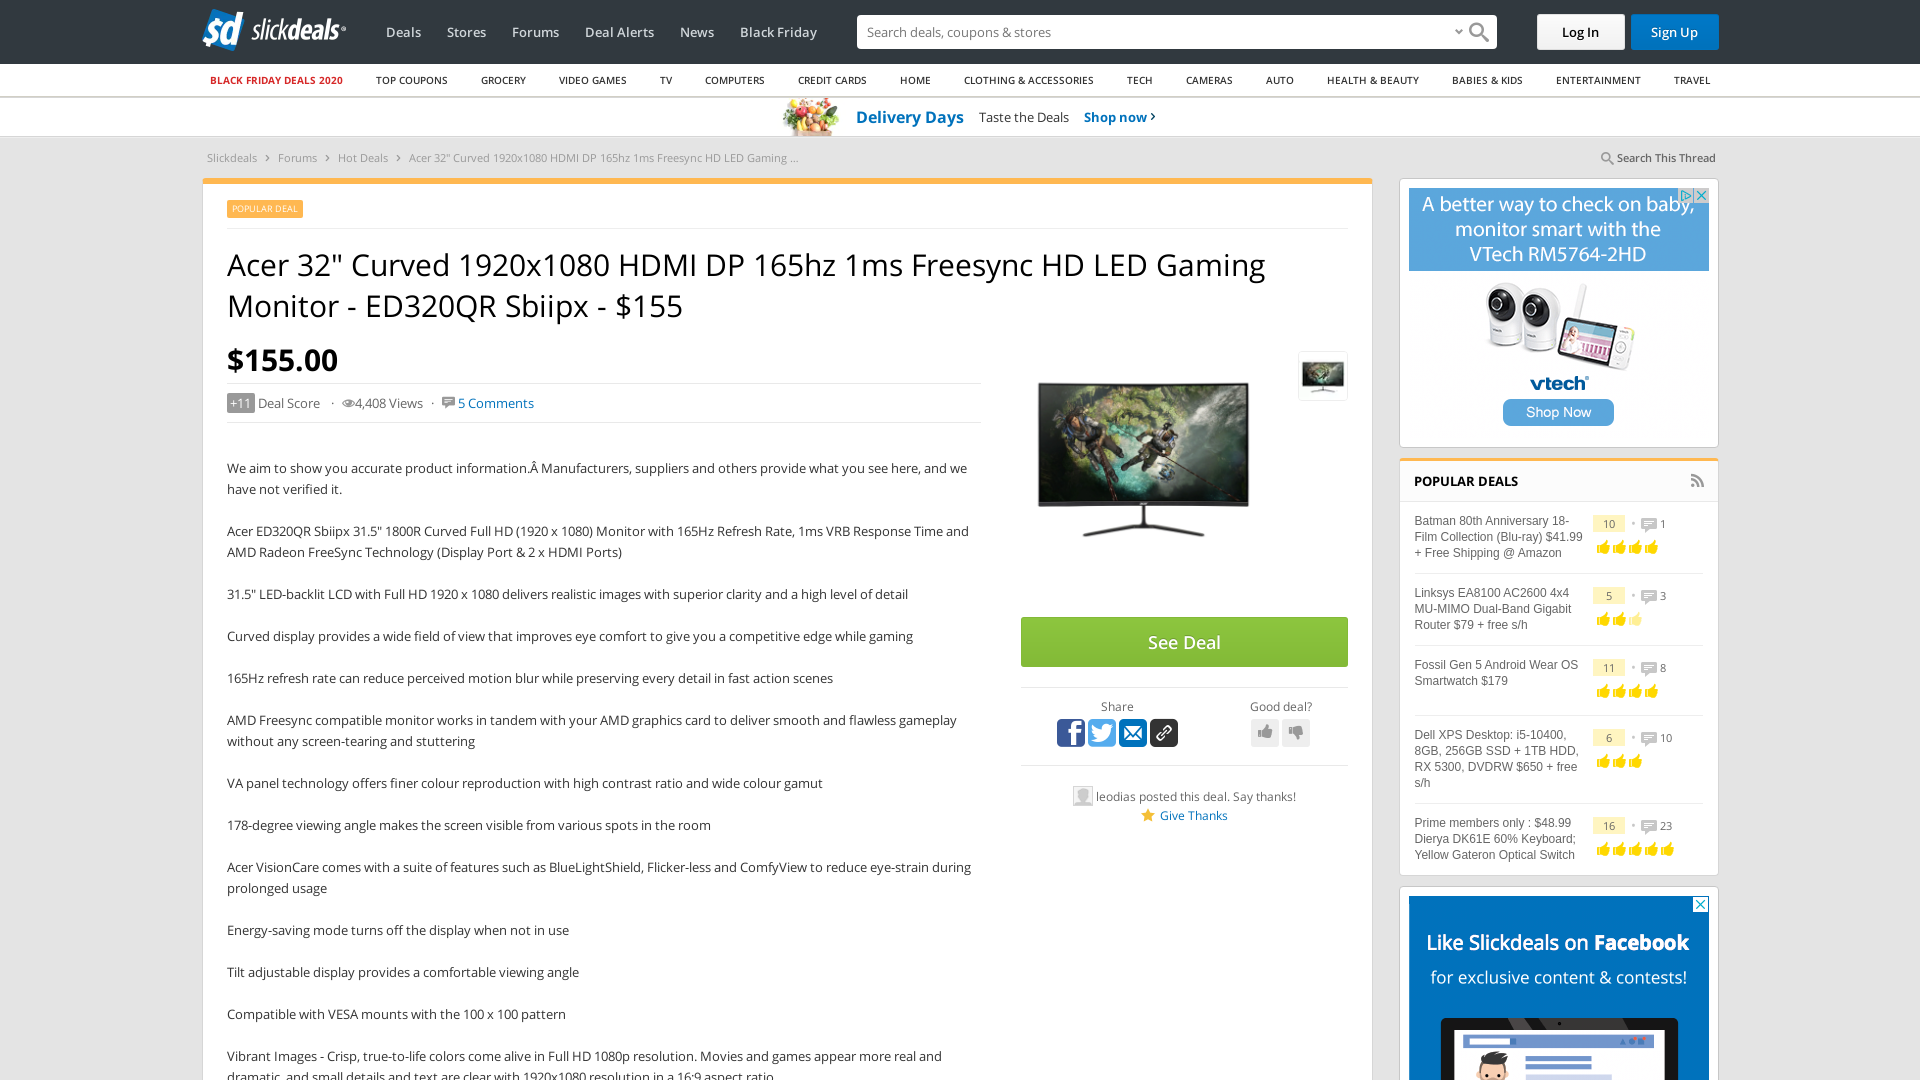 slickdeals
Deals
Stores
Forums
Deal Alerts
News
Black Friday
Search deals, coupons & stores
Log In
Sign Up
BLACK FRIDAY DEALS 2020
TOP COUPONS
GROCERY
VIDEO GAMES
TV
COMPUTERS
CREDIT CARDS
HOME
CLOTHING & ACCESSORIES
TECH
CAMERAS
AUTO
HEALTH & BEAUTY
BABIES & KIDS
ENTERTAINMENT
TRAVEL
Delivery Days Taste the Deals Shop now ›
Slickdeals › Forums › Hot Deals › Acer 32" Curved 1920x1080 HDMI DP 165hz 1ms Freesync HD LED Gaming ...
Search This Thread
POPULAR DEAL
Acer 32" Curved 1920x1080 HDMI DP 165hz 1ms Freesync HD LED Gaming
Monitor - ED320QR Sbiipx - $155
$155.00
+11 Deal Score · 4,408 Views · 5 Comments
We aim to show you accurate product information.Â Manufacturers, suppliers and others provide what you see here, and we
have not verified it.
Acer ED320QR Sbiipx 31.5" 1800R Curved Full HD (1920 x 1080) Monitor with 165Hz Refresh Rate, 1ms VRB Response Time and
AMD Radeon FreeSync Technology (Display Port & 2 x HDMI Ports)
31.5" LED-backlit LCD with Full HD 1920 x 1080 delivers realistic images with superior clarity and a high level of detail
Curved display provides a wide field of view that improves eye comfort to give you a competitive edge while gaming
165Hz refresh rate can reduce perceived motion blur while preserving every detail in fast action scenes
AMD Freesync compatible monitor works in tandem with your AMD graphics card to deliver smooth and flawless gameplay
without any screen-tearing and stuttering
VA panel technology offers finer colour reproduction with high contrast ratio and wide colour gamut
178-degree viewing angle makes the screen visible from various spots in the room
Acer VisionCare comes with a suite of features such as BlueLightShield, Flicker-less and ComfyView to reduce eye-strain during
prolonged usage
Energy-saving mode turns off the display when not in use
Tilt adjustable display provides a comfortable viewing angle
Compatible with VESA mounts with the 100 x 100 pattern
Vibrant Images - Crisp, true-to-life colors come alive in Full HD 1080p resolution. Movies and games appear more real and
dramatic, and small details and text are clear with 1920x1080 resolution in a 16:9 aspect ratio.
See Deal
Share
Good deal?
leodias posted this deal. Say thanks!
Give Thanks
A better way to check on baby,
monitor smart with the
VTech RM5764-2HD
vtech
Shop Now
POPULAR DEALS
Batman 80th Anniversary 18-
Film Collection (Blu-ray) $41.99
+ Free Shipping @ Amazon
10 • 1
Linksys EA8100 AC2600 4x4
MU-MIMO Dual-Band Gigabit
Router $79 + free s/h
5 • 3
Fossil Gen 5 Android Wear OS
Smartwatch $179
11 • 8
Dell XPS Desktop: i5-10400,
8GB, 256GB SSD + 1TB HDD,
RX 5300, DVDRW $650 + free
s/h
6 • 10
Prime members only : $48.99
Dierya DK61E 60% Keyboard;
Yellow Gateron Optical Switch
16 • 23
Like Slickdeals on Facebook
for exclusive content & contests!